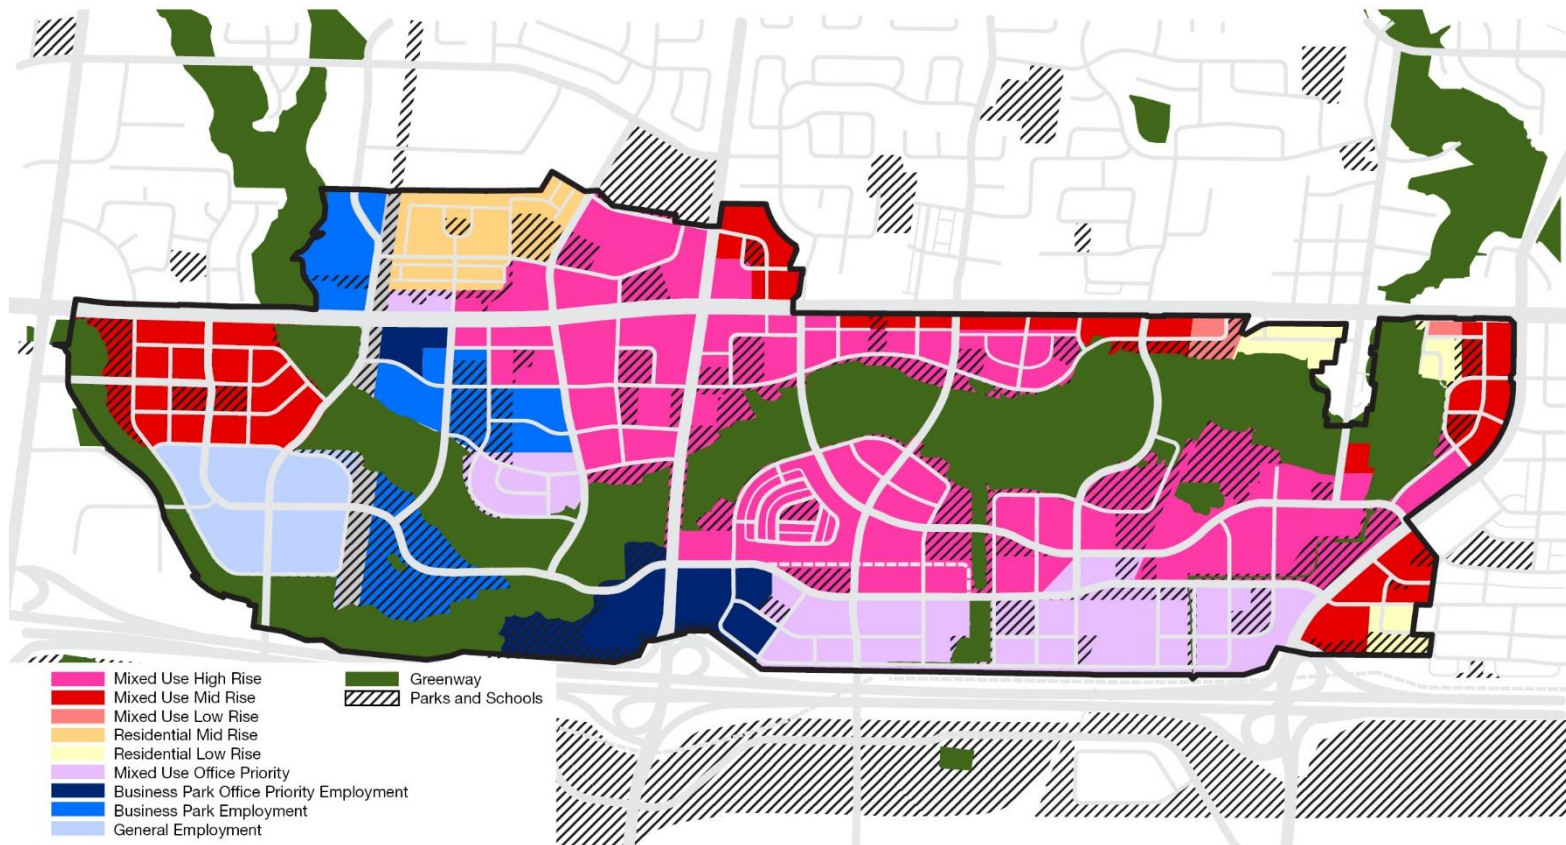 Mixed Use High Rise
Mixed Use Mid Rise
Mixed Use Low Rise
Residential Mid Rise
Residential Low Rise
Mixed Use Office Priority
Business Park Office Priority Employment
Business Park Employment
General Employment
Greenway
Parks and Schools